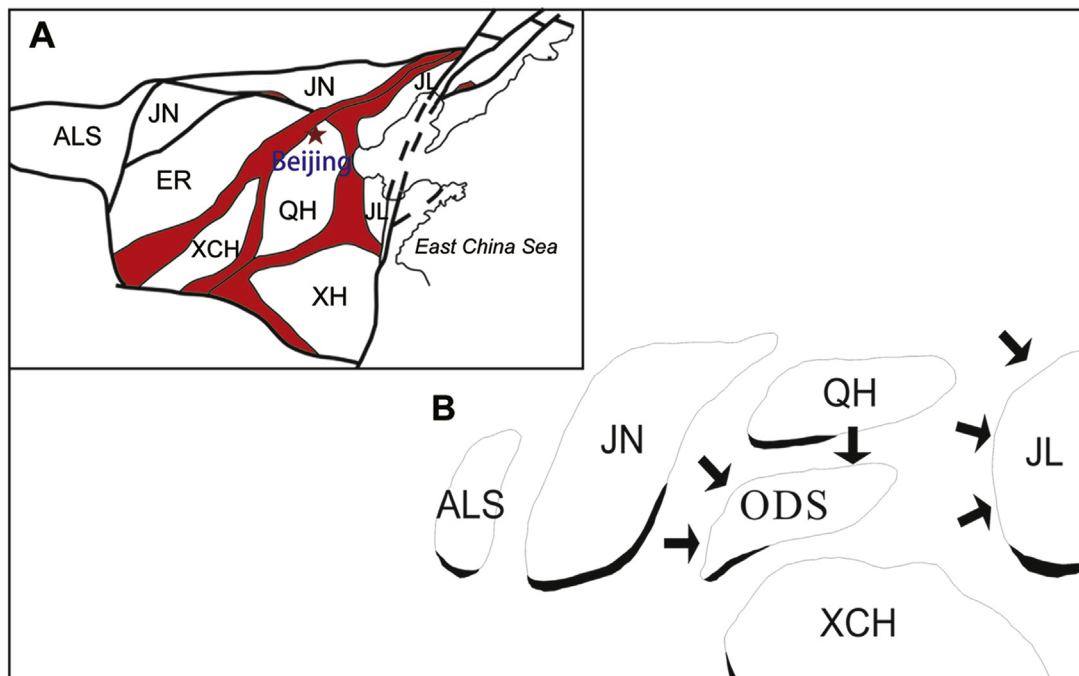 A
JN
JL
JN
ALS
Beijing
ER
QH
JL
XCH
East China Sea
XH
B
QH
JN
JL
ALS
ODS
XCH